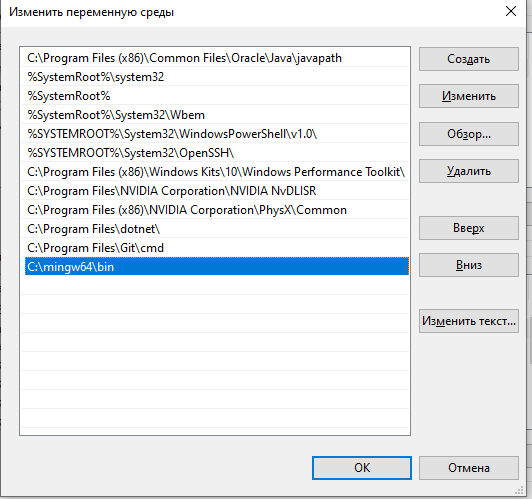 Изменить переменную среды
C:\Program Files (x86)\Common Files\Oracle\Java\javapath
%SystemRoot%\system32
%SystemRoot%
%SystemRoot%\System32\Wbem
%SYSTEMROOT%\System32\WindowsPowerShell\v1.0\
%SYSTEMROOT%\System32\OpenSSH\
C:\Program Files (x86)\Windows Kits\10\Windows Performance Toolkit\
C:\Program Files\NVIDIA Corporation\NVIDIA NvDLISR
C:\Program Files (x86)\NVIDIA Corporation\PhysX\Common
C:\Program Files\dotnet\
C:\Program Files\Git\cmd
C:\mingw64\bin
Создать
Изменить
Обзор...
Удалить
Вверх
Вниз
Изменить текст...
ОК
Отмена